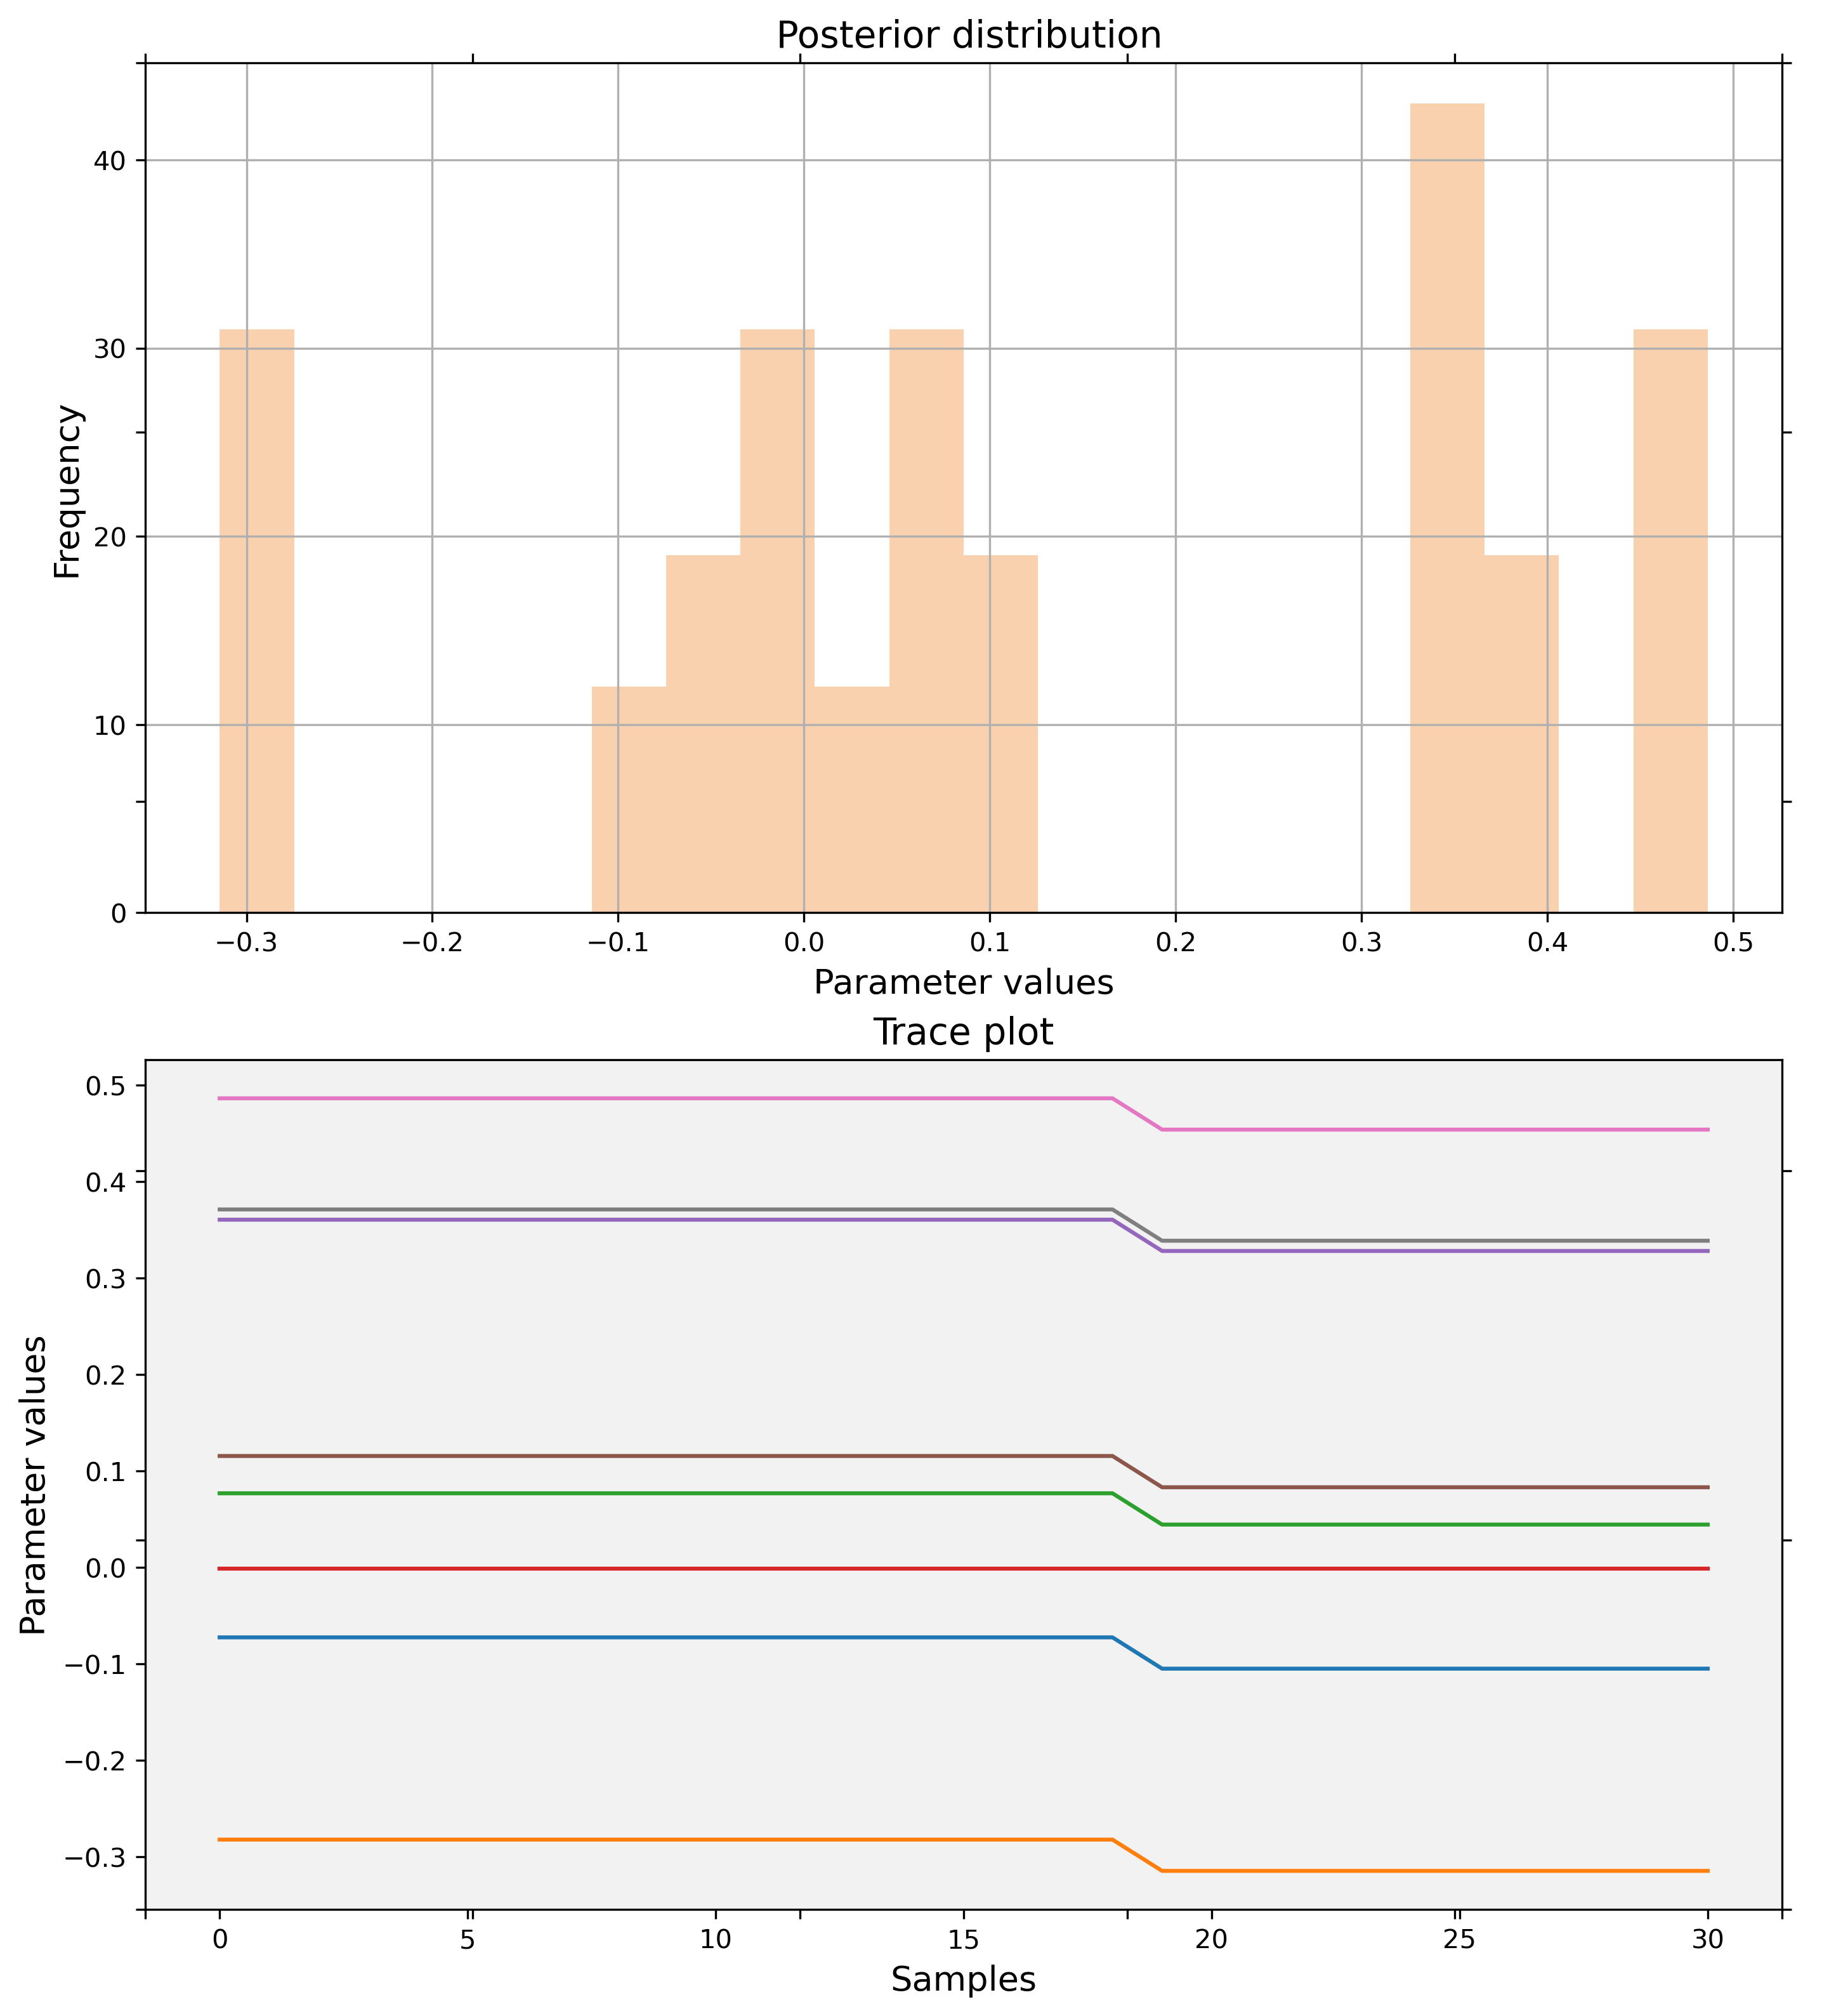 Posterior distribution
40
30
20
10
0
Frequency
−0.3 −0.2 −0.1 0.0 0.1 0.2 0.3 0.4 0.5
Parameter values
Trace plot
0.5
0.4
0.3
0.2
0.1
0.0
−0.1
−0.2
−0.3
Parameter values
0 5 10 15 20 25 30
Samples